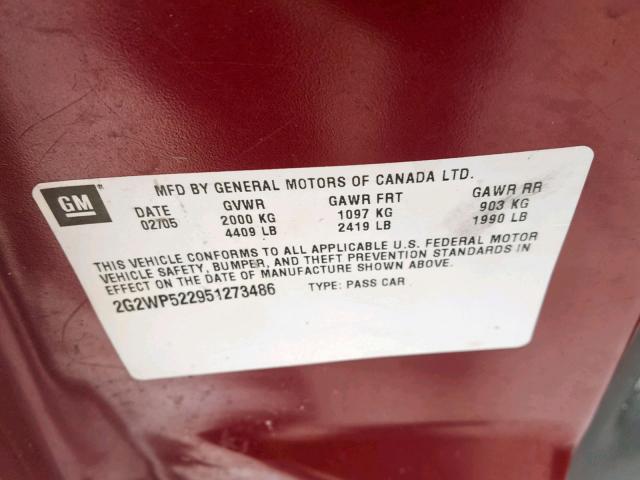 GM
MFD BY GENERAL MOTORS OF CANADA LTD.
DATE GVWR GAWR FRT GAWR RR
02/05 2000 KG 1097 KG 903 KG
4409 LB 2419 LB 1990 LB
THIS VEHICLE CONFORMS TO ALL APPLICABLE U.S. FEDERAL MOTOR
VEHICLE SAFETY, BUMPER, AND THEFT PREVENTION STANDARDS IN
EFFECT ON THE DATE OF MANUFACTURE SHOWN ABOVE.
2G2WP522951273486 TYPE: PASS CAR